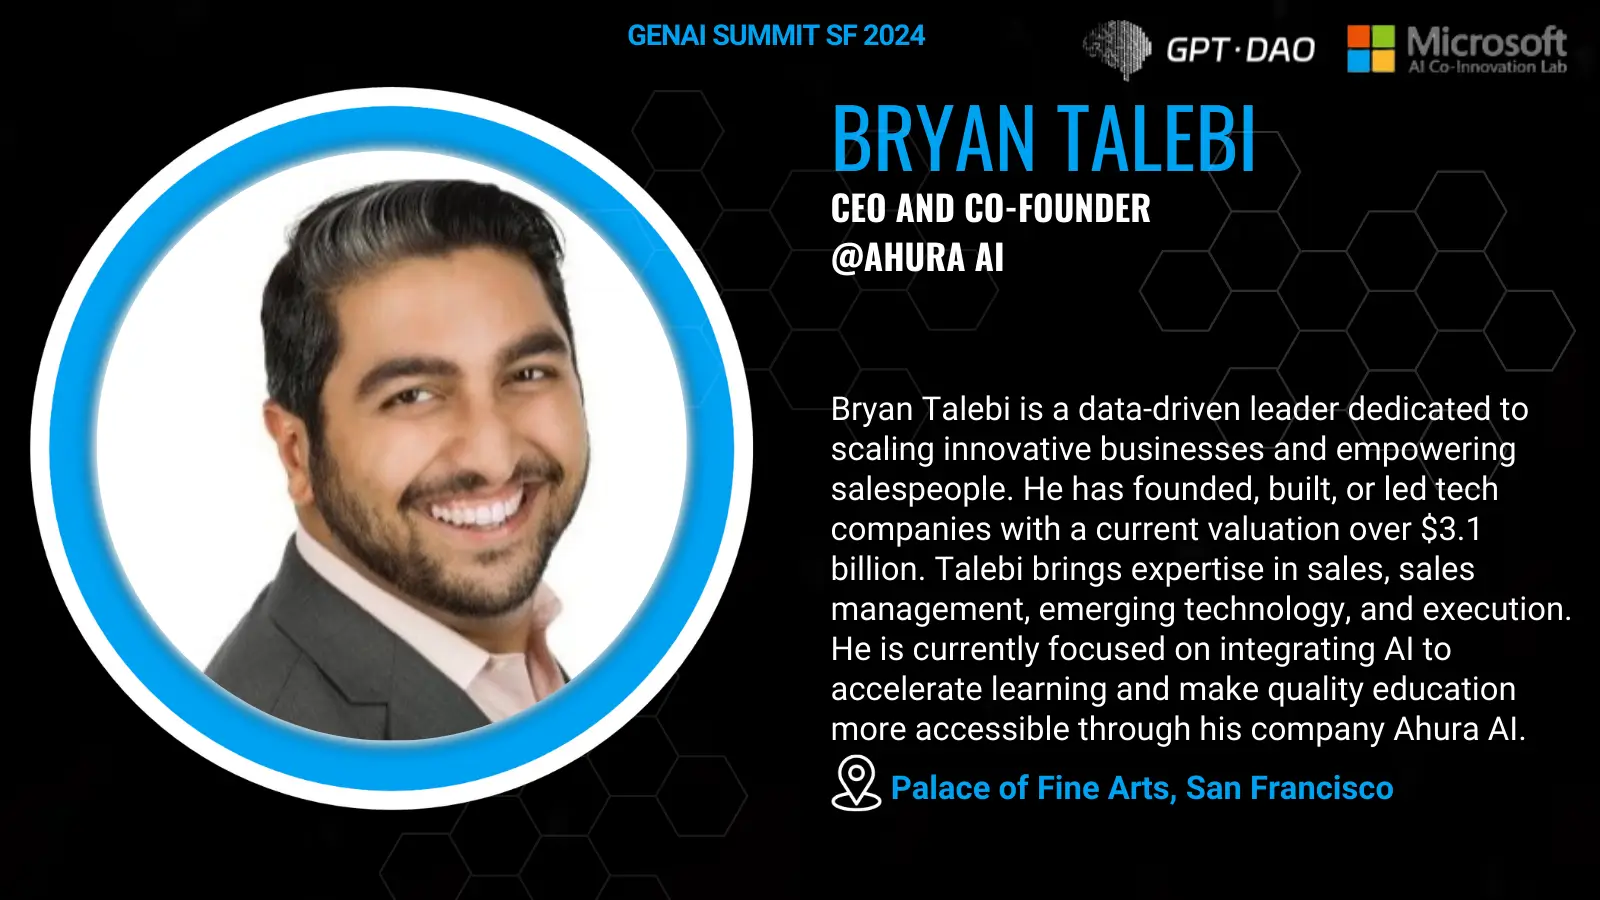 GENAI SUMMIT SF 2024
GPT·DAO
Microsoft
AI Co-Innovation Lab
BRYAN TALEBI
CEO AND CO-FOUNDER
@AHURA AI
Bryan Talebi is a data-driven leader dedicated to
scaling innovative businesses and empowering
salespeople. He has founded, built, or led tech
companies with a current valuation over $3.1
billion. Talebi brings expertise in sales, sales
management, emerging technology, and execution.
He is currently focused on integrating AI to
accelerate learning and make quality education
more accessible through his company Ahura AI.
Palace of Fine Arts, San Francisco